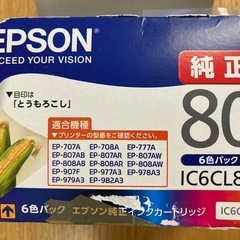 EPSON
EXCEED YOUR VISION
純正
80
目印は
「とうもろこし」
適合機種
▼プリンターの型番をご確認ください。
EP-707A EP-708A EP-777A
EP-807AB EP-807AR EP-807AW
EP-808AB EP-808AR EP-808AW
EP-907F EP-977A3 EP-978A3
EP-979A3 EP-982A3
6色パック
IC6CL8
6色パック エプソン純正インクカートリッジ
IC6C